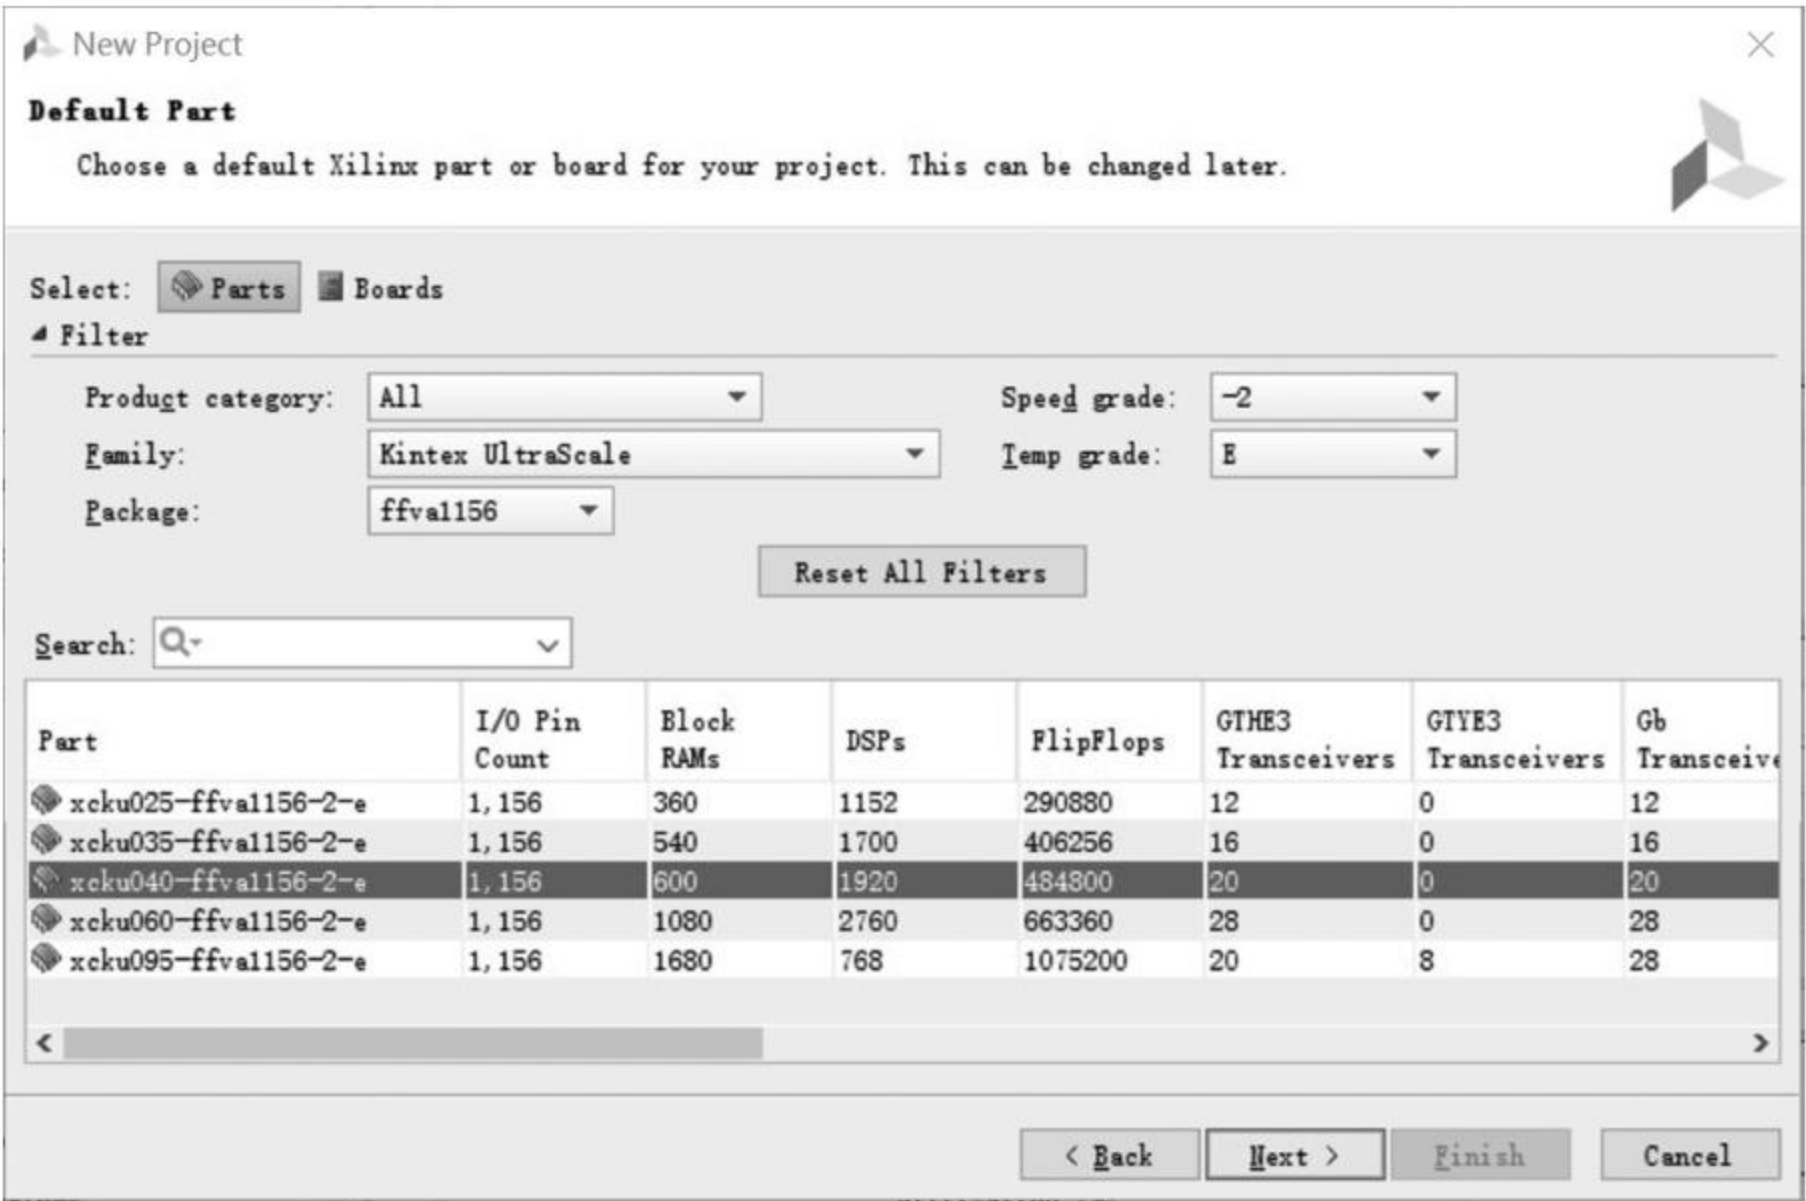 New Project
Default Part
Choose a default Xilinx part or board for your project. This can be changed later.
Select: Parts Boards
Filter
Product category: All Speed grade: -2
Family: Kintex UltraScale Temp grade: E
Package: ffva1156
Reset All Filters
Search:
Part I/O Pin Count Block RAMs DSPs FlipFlops GTHE3 Transceivers GTYE3 Transceivers Gb Transceive
xcku025-ffva1156-2-e 1,156 360 1152 290880 12 0 12
xcku035-ffva1156-2-e 1,156 540 1700 406256 16 0 16
xcku040-ffva1156-2-e 1,156 600 1920 484800 20 0 20
xcku060-ffva1156-2-e 1,156 1080 2760 663360 28 0 28
xcku095-ffva1156-2-e 1,156 1680 768 1075200 20 8 28
< Back Next > Finish Cancel